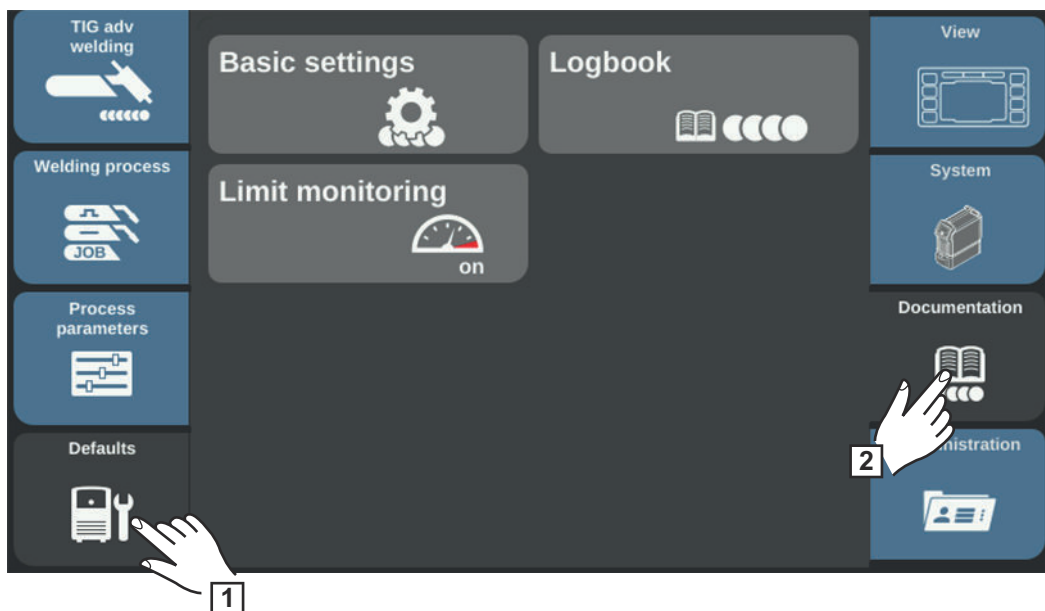 TIG adv
welding
Welding process
JOB
Process
parameters
Defaults
Basic settings
Logbook
Limit monitoring
on
View
System
Documentation
nistration
1
2